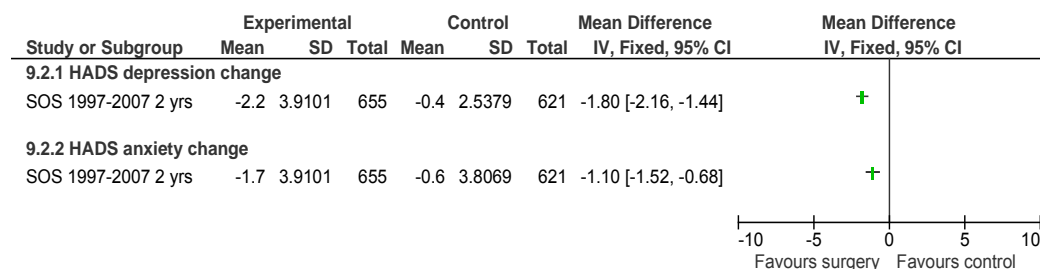 Experimental Control Mean Difference Mean Difference
Study or Subgroup Mean SD Total Mean SD Total IV, Fixed, 95% CI IV, Fixed, 95% CI
9.2.1 HADS depression change
SOS 1997-2007 2 yrs -2.2 3.9101 655 -0.4 2.5379 621 -1.80 [-2.16, -1.44]
9.2.2 HADS anxiety change
SOS 1997-2007 2 yrs -1.7 3.9101 655 -0.6 3.8069 621 -1.10 [-1.52, -0.68]
-10 -5 0 5 10
Favours surgery Favours control